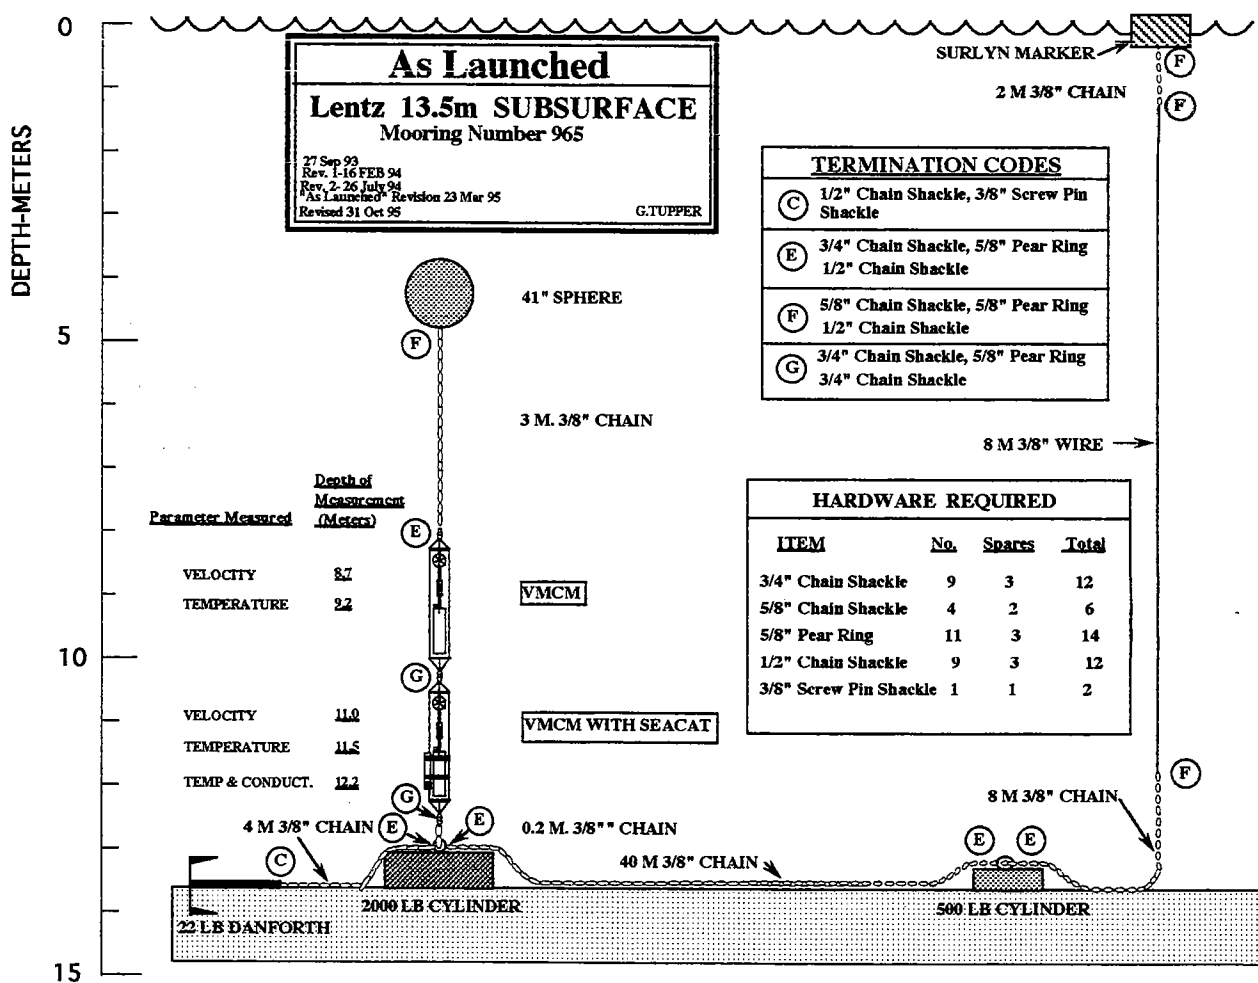 0
SURLYN MARKER
F
2 M 3/8" CHAIN
F
As Launched
Lentz 13.5m SUBSURFACE
Mooring Number 965
27 Sep 93
Rev. 1-16 FEB 94
Rev. 2- 26 July 94
"As Launched" Revision 23 Mar 95
Revised 31 Oct 95
G.TUPPER
DEPTH-METERS
TERMINATION CODES
C 1/2" Chain Shackle, 3/8" Screw Pin
Shackle
E 3/4" Chain Shackle, 5/8" Pear Ring
1/2" Chain Shackle
F 5/8" Chain Shackle, 5/8" Pear Ring
1/2" Chain Shackle
G 3/4" Chain Shackle, 5/8" Pear Ring
3/4" Chain Shackle
41" SPHERE
5
F
3 M. 3/8" CHAIN
8 M 3/8" WIRE
Parameter Measured
Depth of
Measurement
(Meters)
E
VELOCITY 8.7
TEMPERATURE 9.2
VMCM
HARDWARE REQUIRED
ITEM No. Spares Total
3/4" Chain Shackle 9 3 12
5/8" Chain Shackle 4 2 6
5/8" Pear Ring 11 3 14
1/2" Chain Shackle 9 3 12
3/8" Screw Pin Shackle 1 1 2
10
G
VELOCITY 11.0
TEMPERATURE 11.5
TEMP & CONDUCT. 12.2
VMCM WITH SEACAT
F
G
8 M 3/8" CHAIN
4 M 3/8" CHAIN
E
E
0.2 M. 3/8"" CHAIN
E
E
C
40 M 3/8" CHAIN
2000 LB CYLINDER
500 LB CYLINDER
22 LB DANFORTH
15